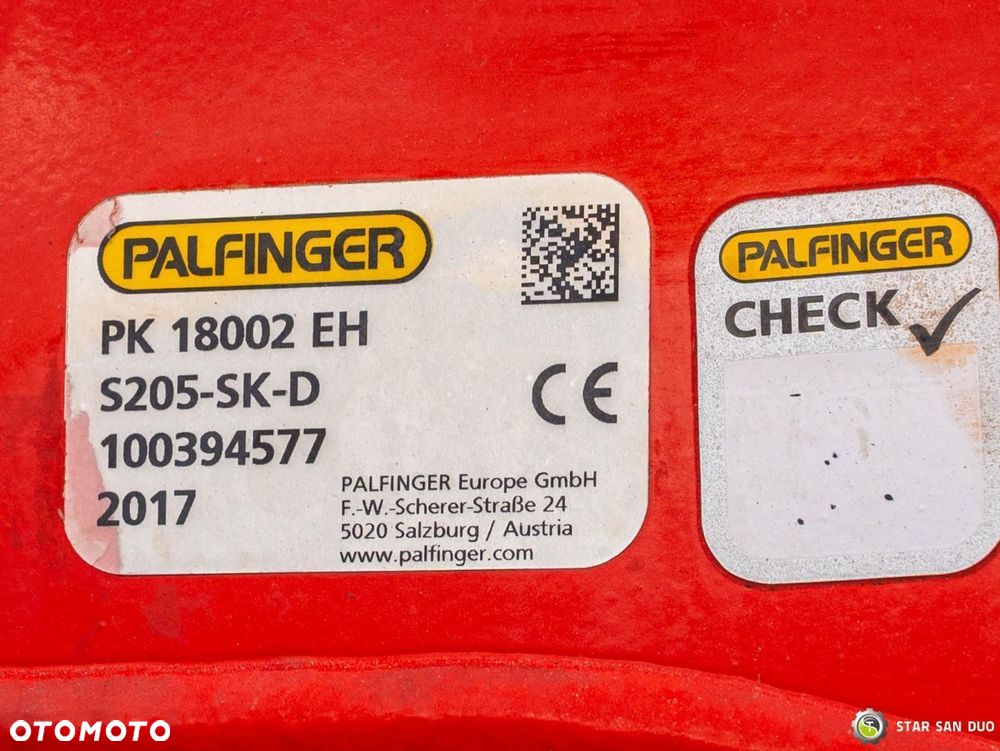 PALFINGER
PK 18002 EH
S205-SK-D
100394577
2017
CE
PALFINGER Europe GmbH
F.-W.-Scherer-Straße 24
5020 Salzburg / Austria
www.palfinger.com
PALFINGER
CHECK
OTOMOTO
STAR SAN DUO